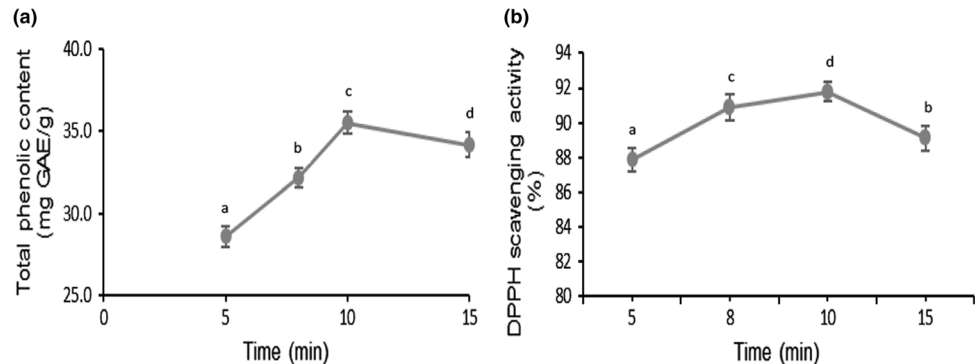 (a)
Total phenolic content
(mg GAE/g)
40.0
35.0
30.0
25.0
a
b
c
d
0
5
10
15
Time (min)
(b)
DPPH scavenging activity
(%)
94
92
90
88
86
84
82
80
a
c
d
b
5
8
10
15
Time (min)